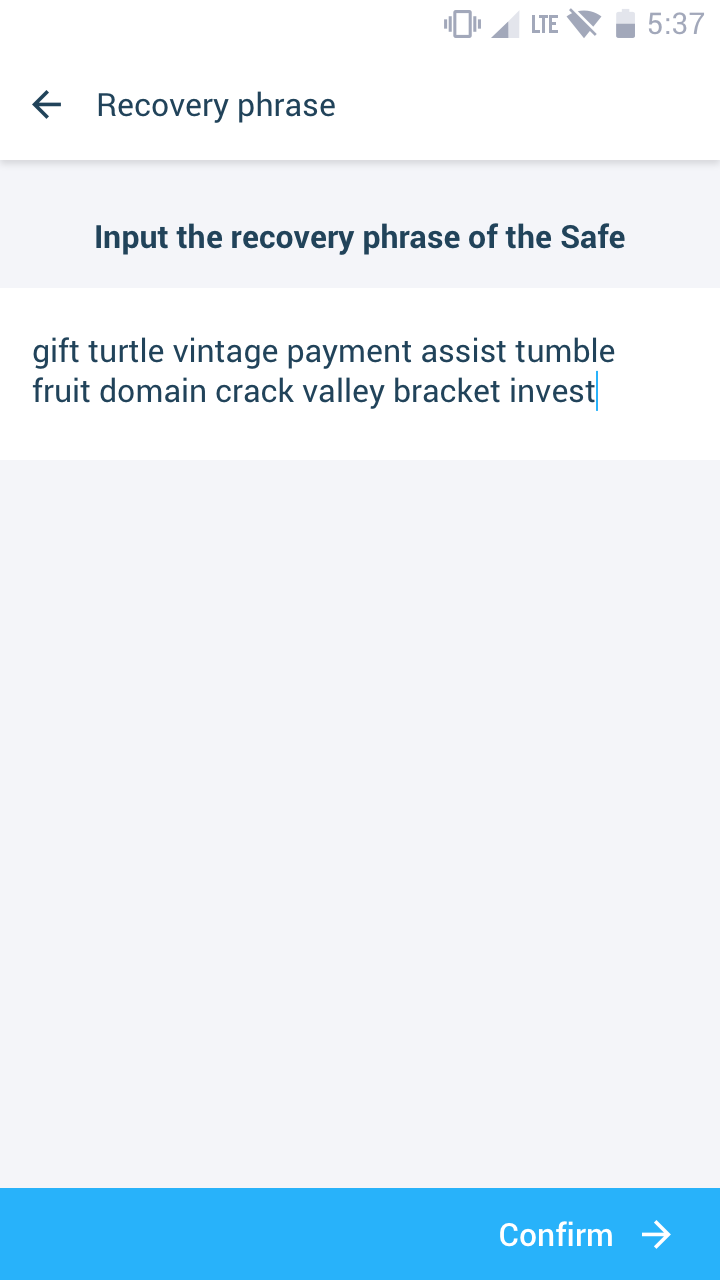 LTE 5:37
Recovery phrase
Input the recovery phrase of the Safe
gift turtle vintage payment assist tumble
fruit domain crack valley bracket invest
Confirm